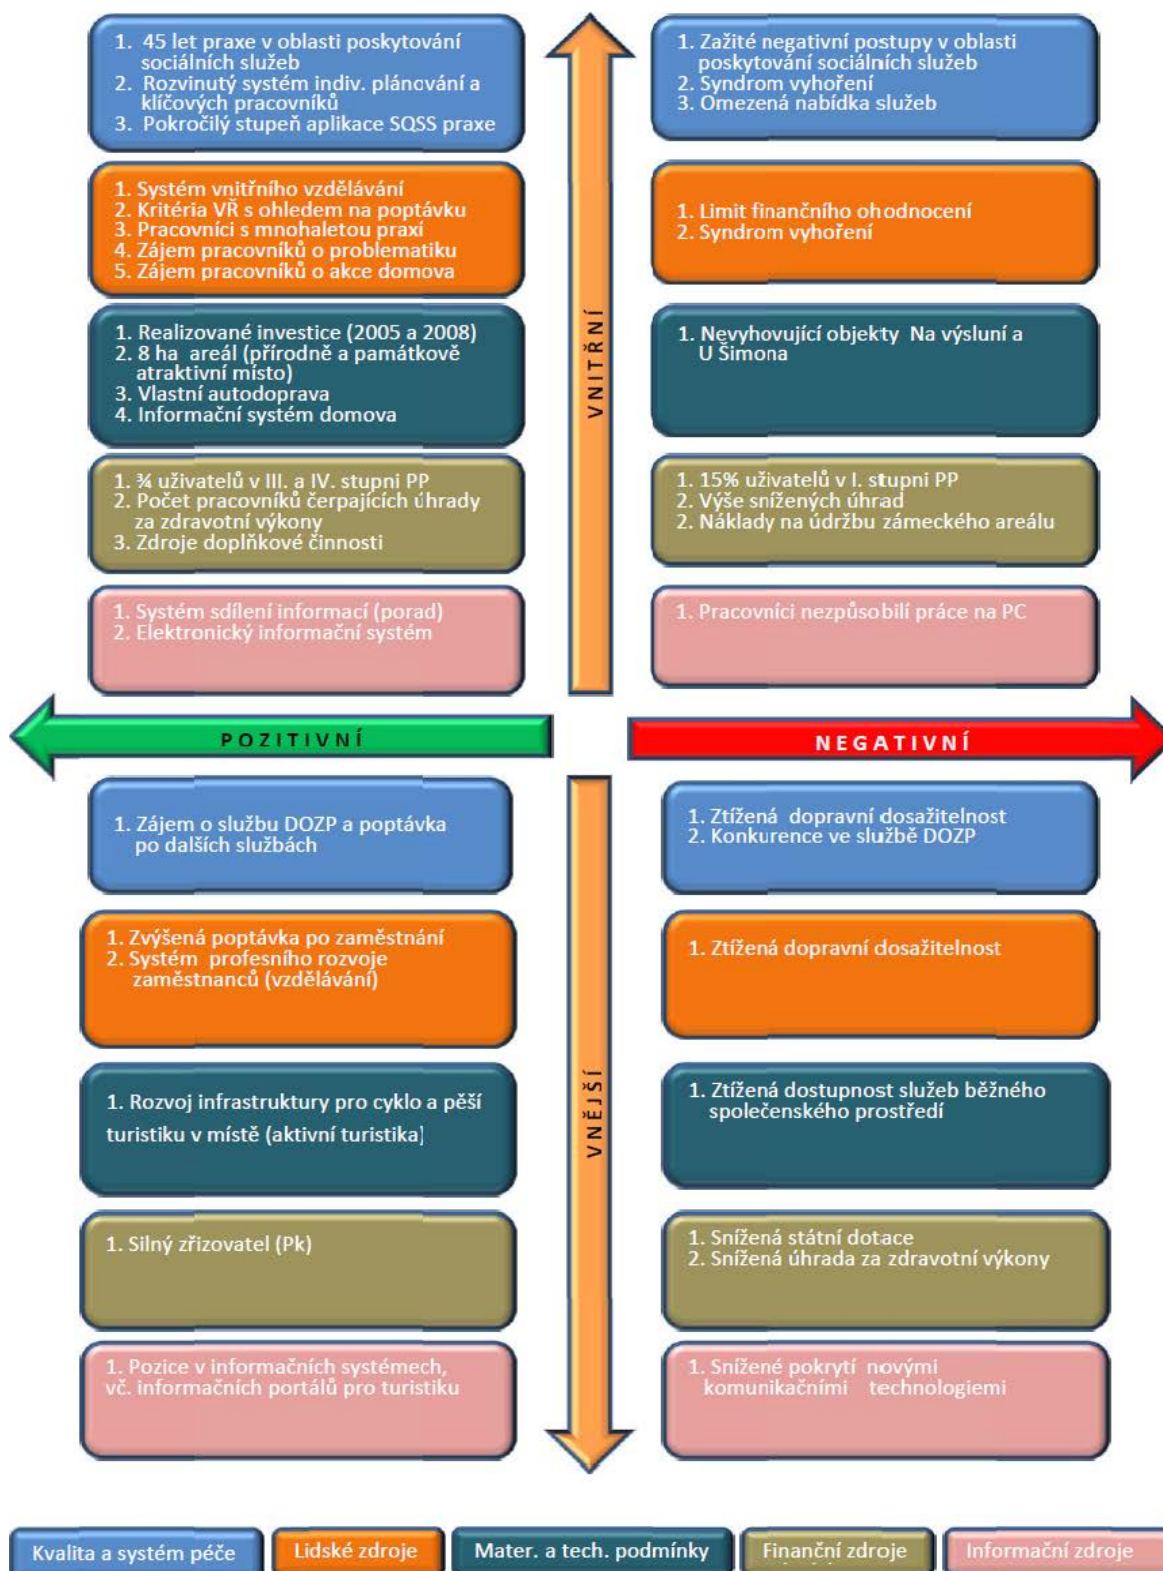 1. 45 let praxe v oblasti poskytování
sociálních služeb
2. Rozvinutý systém indiv. plánování a
klíčových pracovníků
3. Pokročilý stupeň aplikace SQSS praxe
1. Systém vnitřního vzdělávání
2. Kritéria VŘ s ohledem na poptávku
3. Pracovníci s mnohaletou praxí
4. Zájem pracovníků o problematiku
5. Zájem pracovníků o akce domova
1. Realizované investice (2005 a 2008)
2. 8 ha areál (přírodně a památkově
atraktivní místo)
3. Vlastní autodoprava
4. Informační systém domova
1. ¾ uživatelů v III. a IV. stupni PP
2. Počet pracovníků čerpajících úhrady
za zdravotní výkony
3. Zdroje doplňkové činnosti
1. Systém sdílení informací (porad)
2. Elektronický informační systém
VNITŘNÍ
1. Zažité negativní postupy v oblasti
poskytování sociálních služeb
2. Syndrom vyhoření
3. Omezená nabídka služeb
1. Limit finančního ohodnocení
2. Syndrom vyhoření
1. Nevyhovující objekty Na výsluní a
U Šimona
1. 15% uživatelů v I. stupni PP
2. Výše snížených úhrad
2. Náklady na údržbu zámeckého areálu
1. Pracovníci nezpůsobilí práce na PC
POZITIVNÍ
NEGATIVNÍ
1. Zájem o službu DOZP a poptávka
po dalších službách
1. Zvýšená poptávka po zaměstnání
2. Systém profesního rozvoje
zaměstnanců (vzdělávání)
1. Rozvoj infrastruktury pro cyklo a pěší
turistiku v místě (aktivní turistika)
1. Silný zřizovatel (Pk)
1. Pozice v informačních systémech,
vč. informačních portálů pro turistiku
VNĚJŠÍ
1. Ztížená dopravní dosažitelnost
2. Konkurence ve službě DOZP
1. Ztížená dopravní dosažitelnost
1. Ztížená dostupnost služeb běžného
společenského prostředí
1. Snížená státní dotace
2. Snížená úhrada za zdravotní výkony
1. Snížené pokrytí novými
komunikačními technologiemi
Kvalita a systém péče
Lidské zdroje
Mater. a tech. podmínky
Finanční zdroje
Informační zdroje